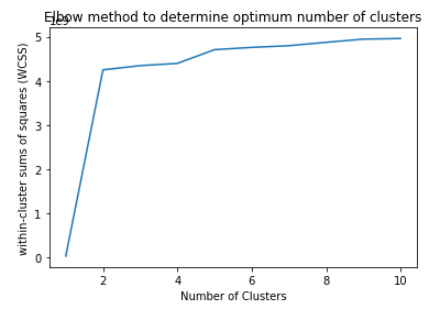 Elbow method to determine optimum number of clusters
1e9
5
4
3
2
1
0
within-cluster sums of squares (WCSS)
2 4 6 8 10
Number of Clusters